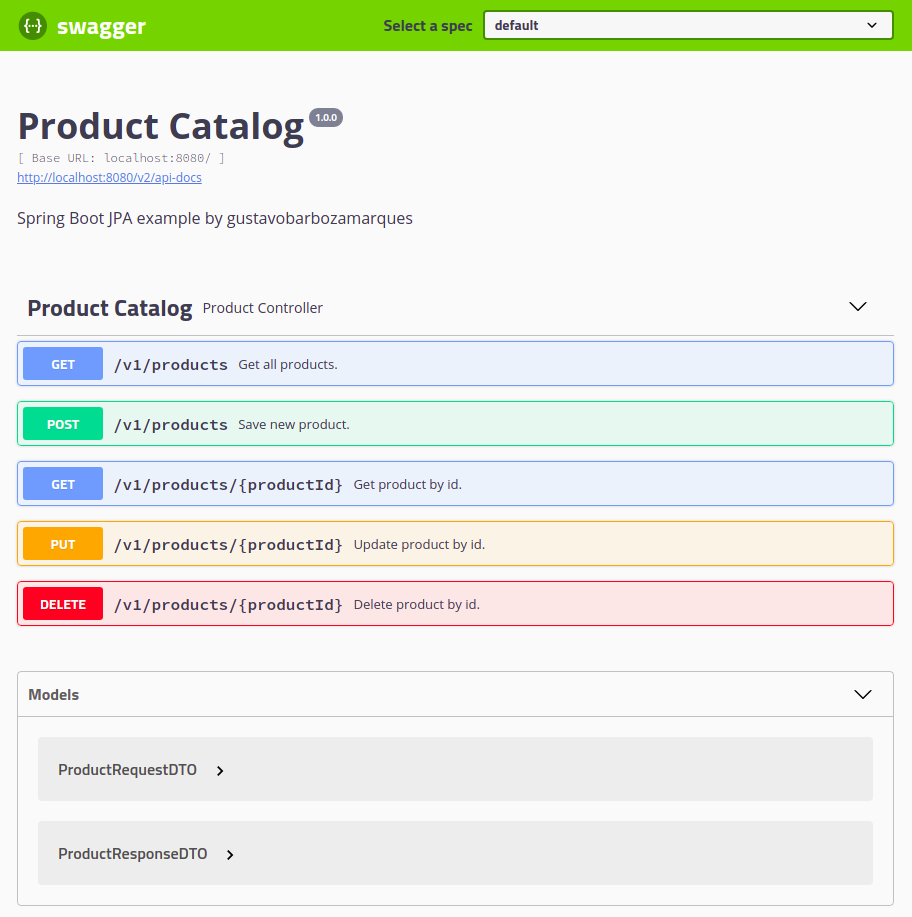 {··} swagger Select a spec default
Product Catalog 1.0.0
[ Base URL: localhost:8080/ ]
http://localhost:8080/v2/api-docs
Spring Boot JPA example by gustavobarbozamarques
Product Catalog Product Controller
GET /v1/products Get all products.
POST /v1/products Save new product.
GET /v1/products/{productId} Get product by id.
PUT /v1/products/{productId} Update product by id.
DELETE /v1/products/{productId} Delete product by id.
Models
ProductRequestDTO
ProductResponseDTO